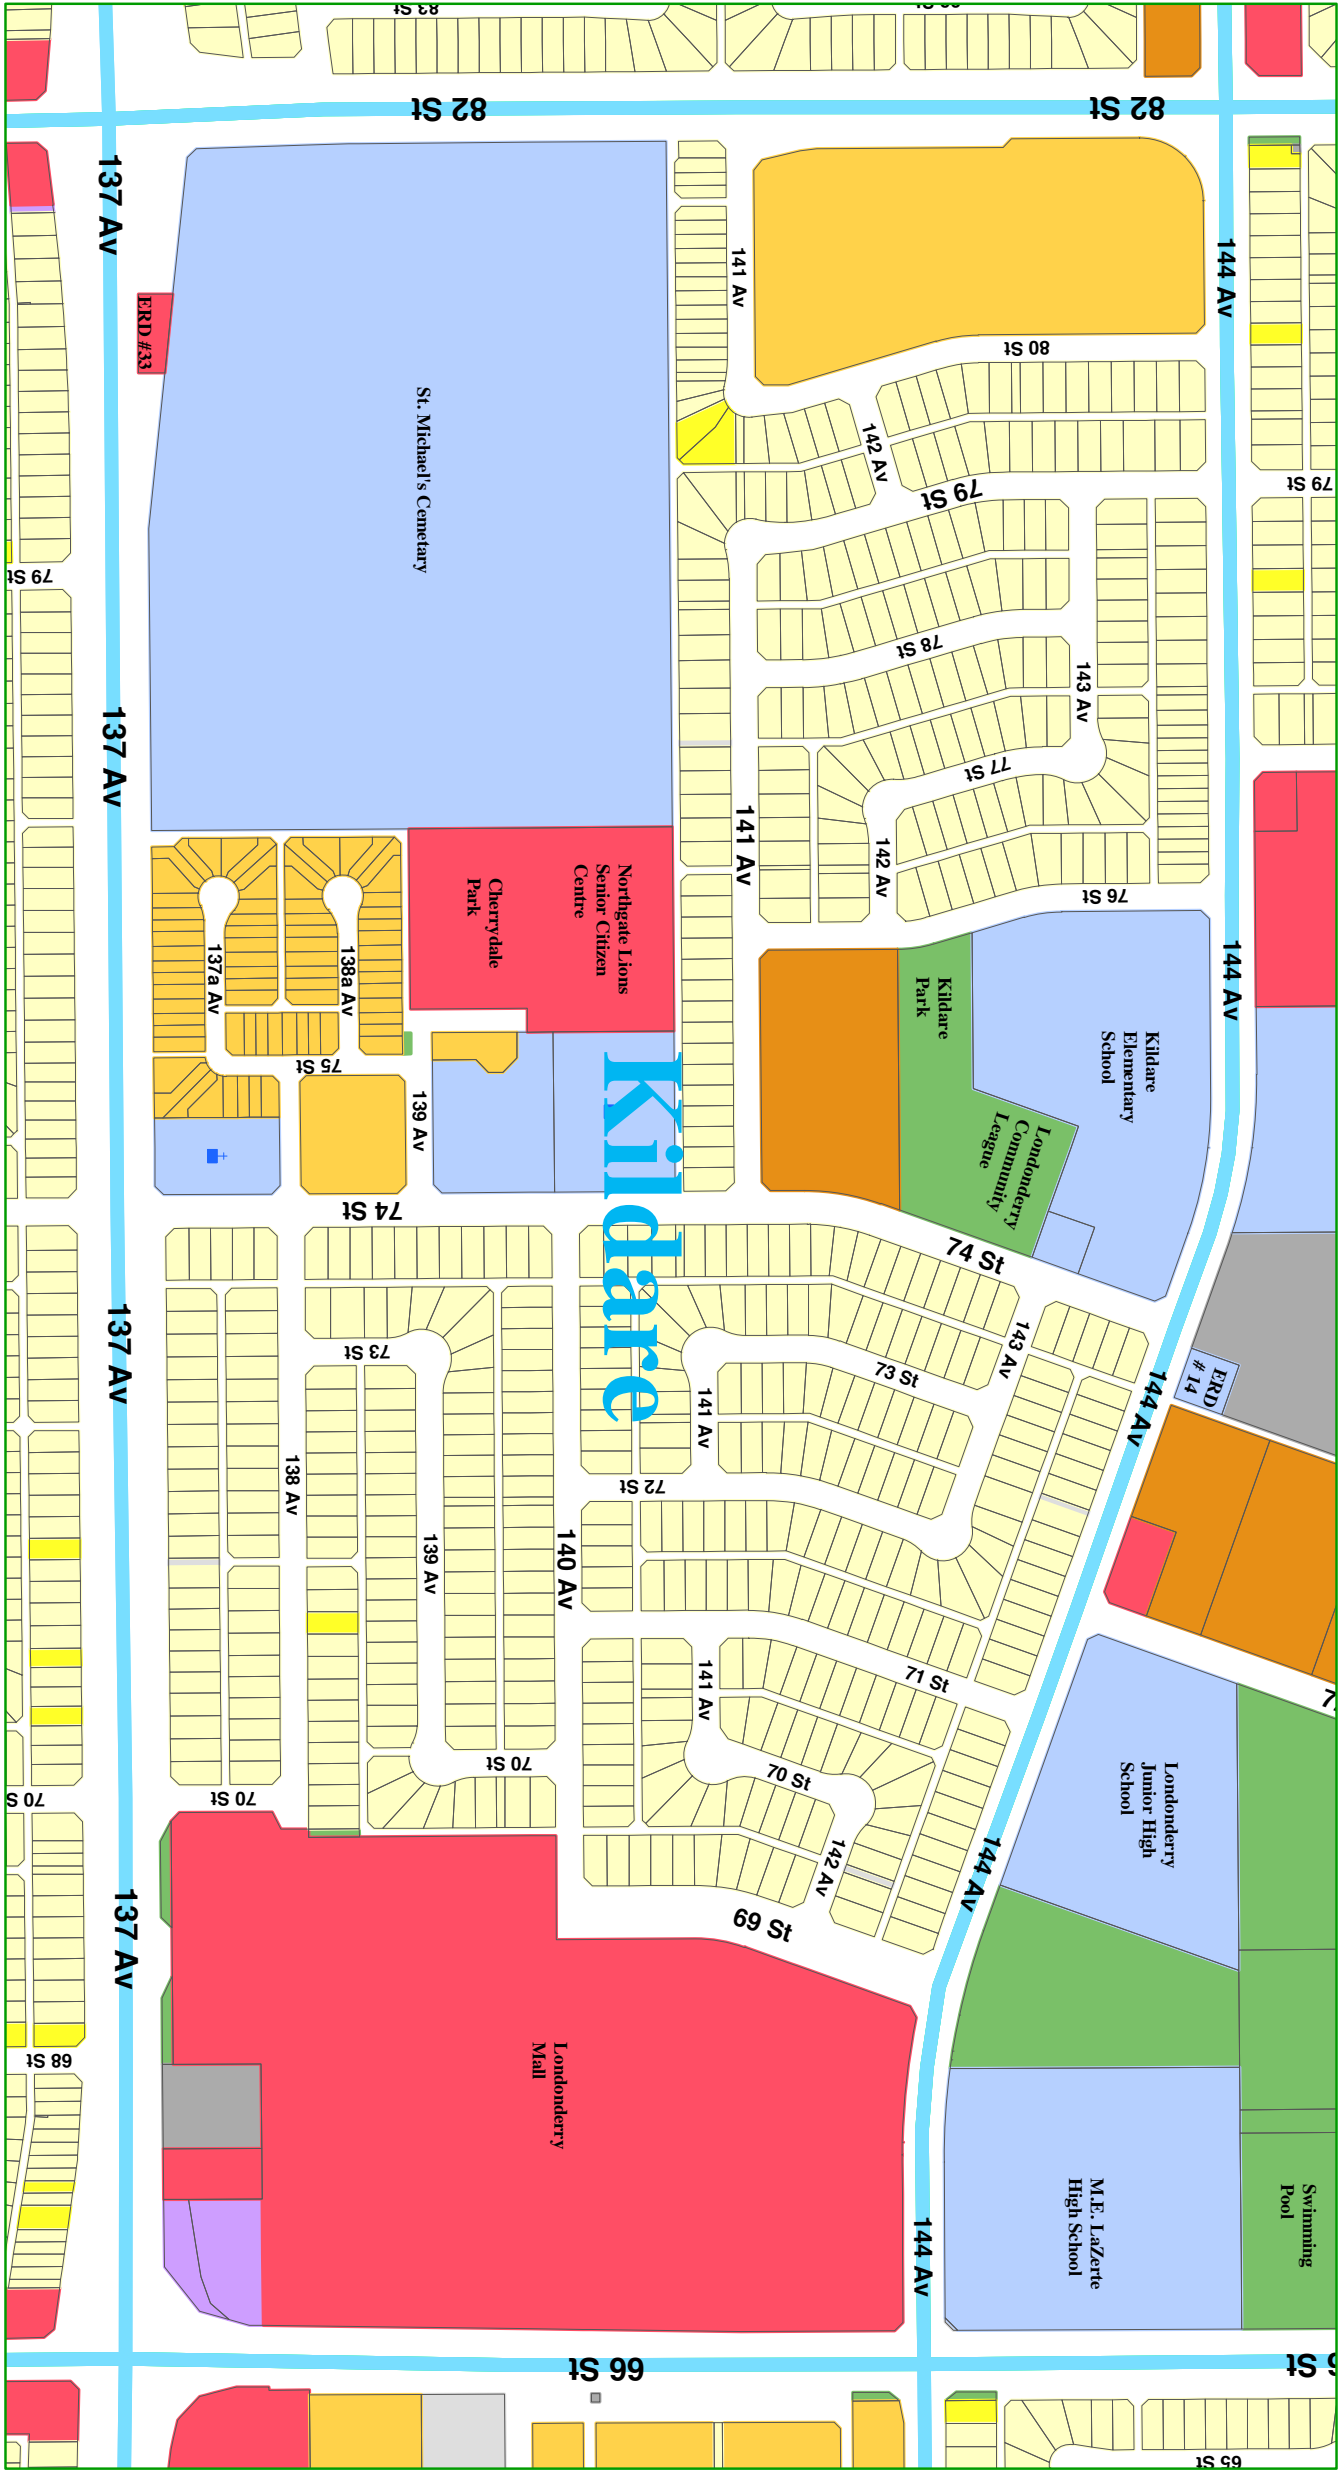 83 St
82 St
82 St
137 Av
144 Av
141 Av
ERD #33
80 St
St. Michael's Cemetary
142 Av
79 St
79 St
79 St
78 St
143 Av
77 St
137 Av
141 Av
142 Av
76 St
Northgate Lions
Senior Citizen
Centre
Cherrydale
Park
137a Av
138a Av
144 Av
Kildare
Park
Kildare
Elementary
School
Londonderry
Community
League
75 St
139 Av
Kildare
74 St
74 St
137 Av
73 St
143 Av
73 St
ERD
# 14
144 Av
141 Av
138 Av
72 St
139 Av
140 Av
141 Av
71 St
70 St
70 St
70 St
Londonderry
Junior High
School
142 Av
144 Av
137 Av
69 St
68 St
Londonderry
Mall
M.E. LaZerte
High School
Swimming
Pool
144 Av
66 St
65 St